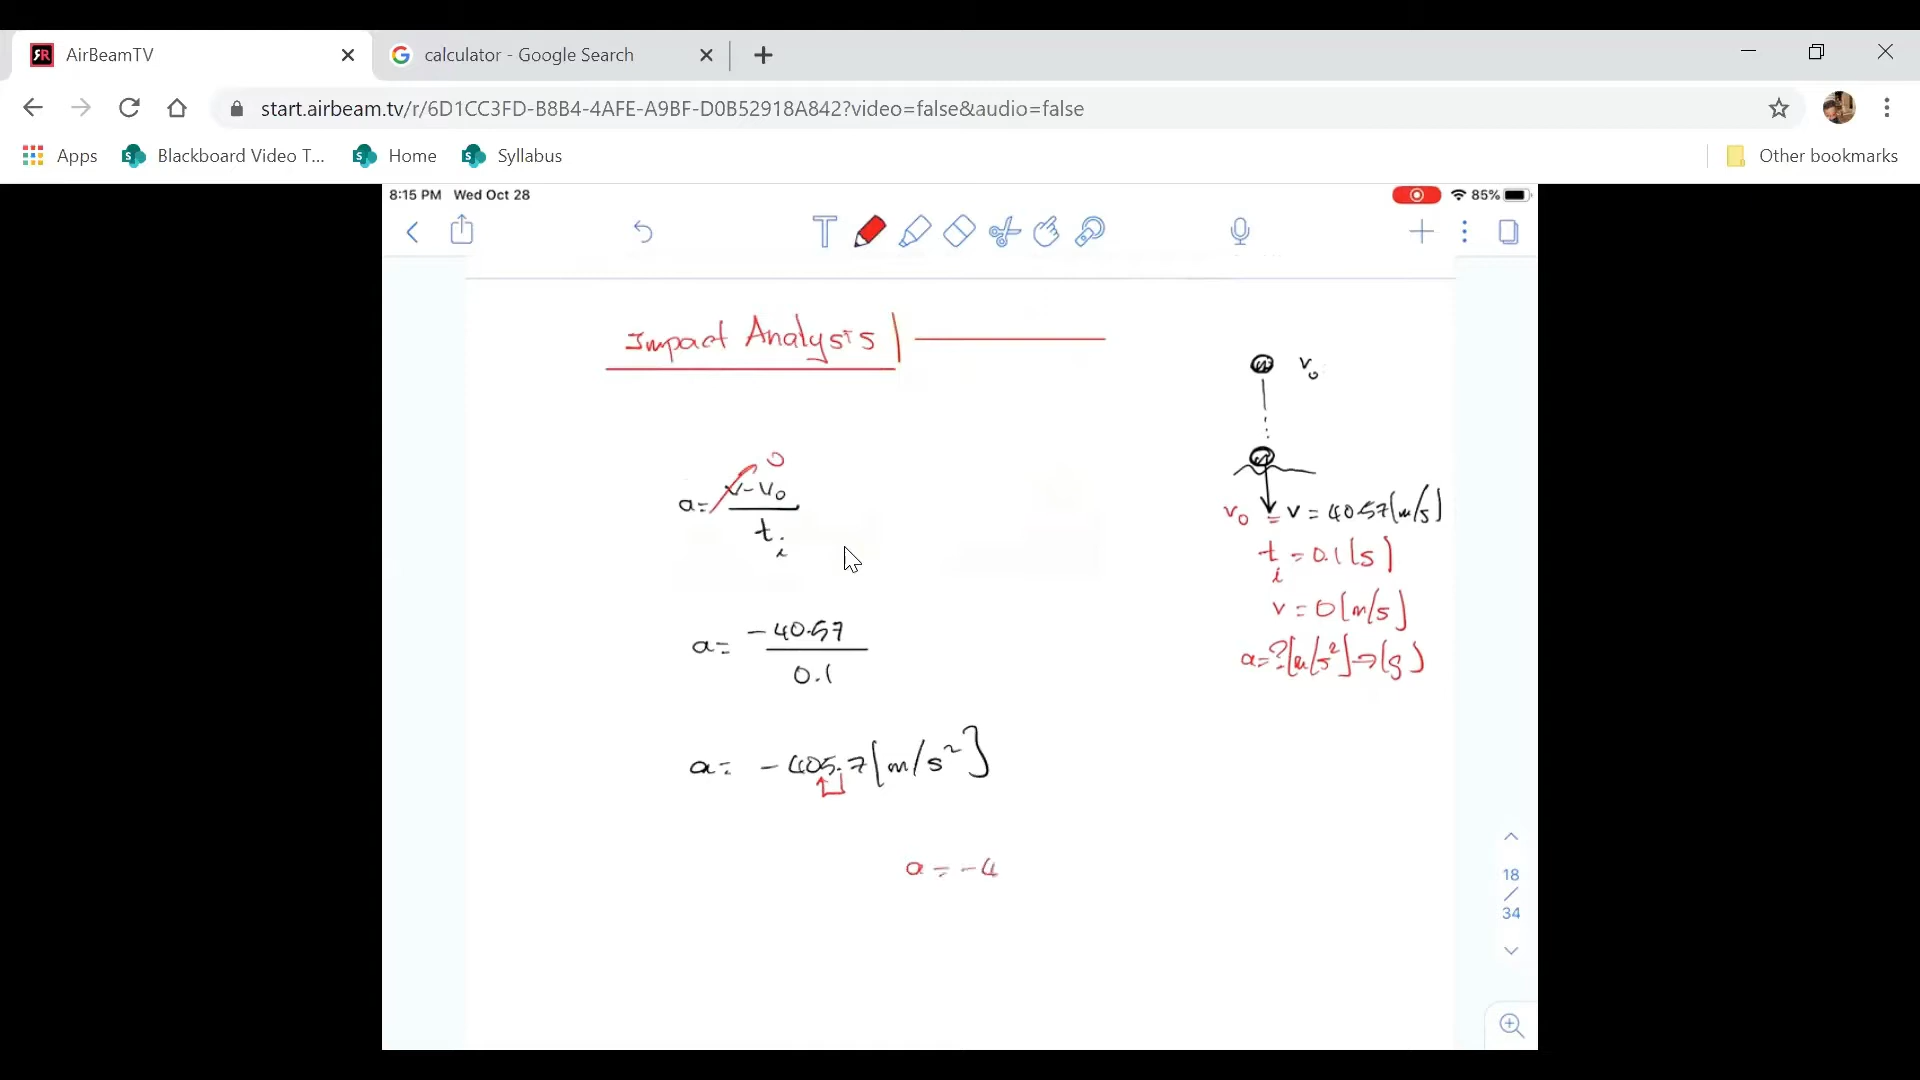 AirBeamTV
calculator - Google Search
start.airbeam.tv/r/6D1CC3FD-B8B4-4AFE-A9BF-D0B52918A842?video=false&audio=false
Apps
Blackboard Video T...
Home
Syllabus
Other bookmarks
8:15 PM Wed Oct 28
85%
Impact Analysis
v₀
0
a = v - v₀ / tᵢ
v₀ = v = 40.57 [m/s]
tᵢ = 0.1 [s]
v = 0 [m/s]
a = ? [m/s²] → [g]
a = -40.57 / 0.1
a = -405.7 [m/s²]
a = -4
18
/
34